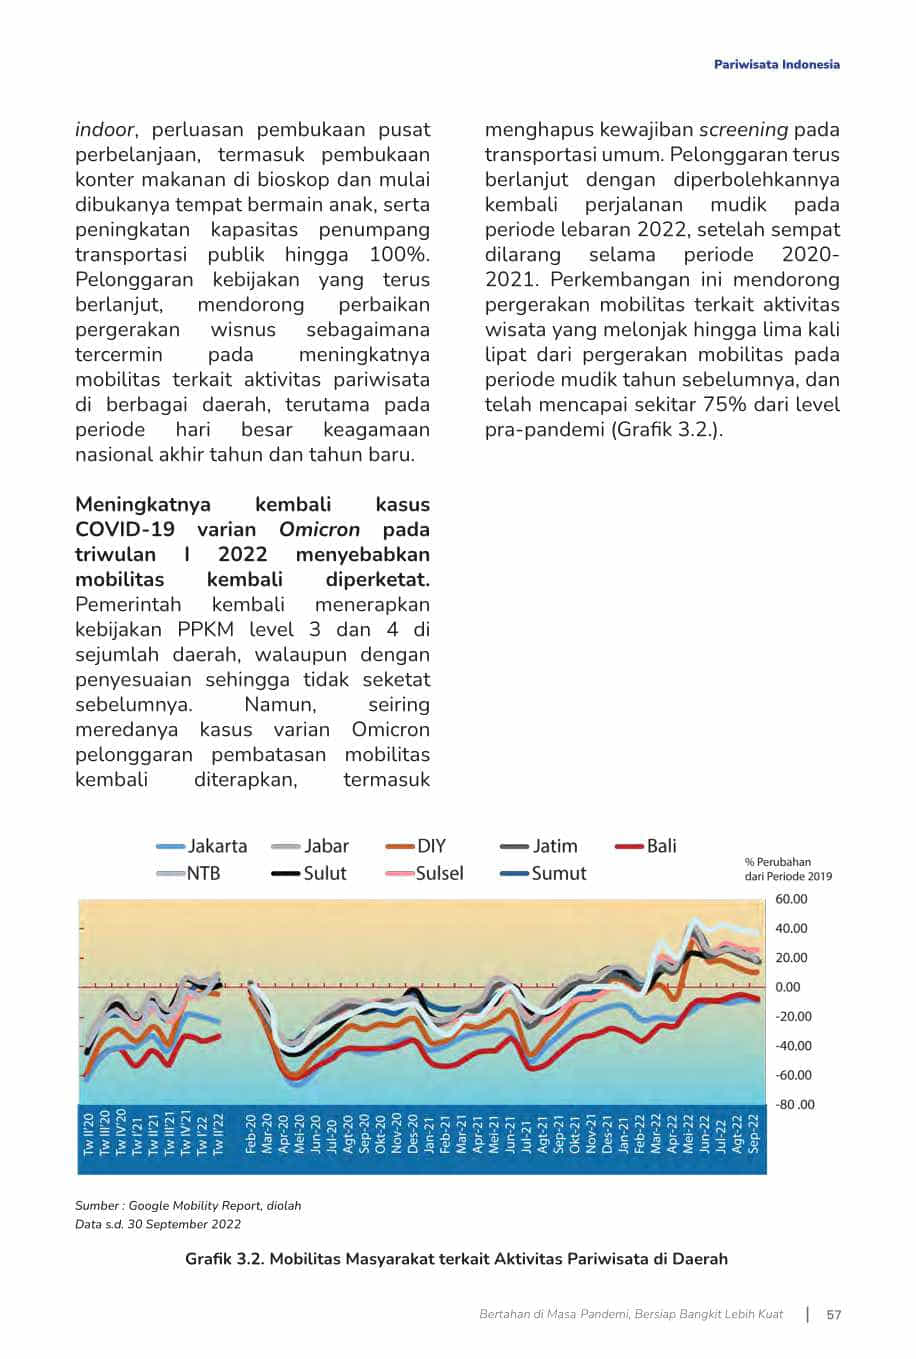 Pariwisata Indonesia
indoor, perluasan pembukaan pusat
perbelanjaan, termasuk pembukaan
konter makanan di bioskop dan mulai
dibukanya tempat bermain anak, serta
peningkatan kapasitas penumpang
transportasi publik hingga 100%.
Pelonggaran kebijakan yang terus
berlanjut, mendorong perbaikan
pergerakan wisnus sebagaimana
tercermin pada meningkatnya
mobilitas terkait aktivitas pariwisata
di berbagai daerah, terutama pada
periode hari besar keagamaan
nasional akhir tahun dan tahun baru.
Meningkatnya kembali kasus
COVID-19 varian Omicron pada
triwulan I 2022 menyebabkan
mobilitas kembali diperketat.
Pemerintah kembali menerapkan
kebijakan PPKM level 3 dan 4 di
sejumlah daerah, walaupun dengan
penyesuaian sehingga tidak seketat
sebelumnya. Namun, seiring
meredanya kasus varian Omicron
pelonggaran pembatasan mobilitas
kembali diterapkan, termasuk
menghapus kewajiban screening pada
transportasi umum. Pelonggaran terus
berlanjut dengan diperbolehkannya
kembali perjalanan mudik pada
periode lebaran 2022, setelah sempat
dilarang selama periode 2020-
2021. Perkembangan ini mendorong
pergerakan mobilitas terkait aktivitas
wisata yang melonjak hingga lima kali
lipat dari pergerakan mobilitas pada
periode mudik tahun sebelumnya, dan
telah mencapai sekitar 75% dari level
pra-pandemi (Grafik 3.2.).
Jakarta Jabar DIY Jatim Bali
NTB Sulut Sulsel Sumut
% Perubahan
dari Periode 2019
60.00
40.00
20.00
0.00
-20.00
-40.00
-60.00
-80 .00
Tw II'20
Tw III'20
Tw IV'20
Tw I'21
Tw II'21
Tw III'21
Tw IV'21
Tw I'22
Tw II'22
Feb-20
Mar-20
Apr-20
Mei-20
Jun-20
Jul-20
Agt-20
Sep-20
Okt-20
Nov-20
Des-20
Jan-21
Feb-21
Mar-21
Apr-21
Mei-21
Jun-21
Jul-21
Agt-21
Sep-21
Okt-21
Nov-21
Des-21
Jan-21
Feb-22
Mar-22
Apr-22
Mei-22
Jun-22
Jul-22
Agt-22
Sep-22
Sumber : Google Mobility Report, diolah
Data s.d. 30 September 2022
Grafik 3.2. Mobilitas Masyarakat terkait Aktivitas Pariwisata di Daerah
Bertahan di Masa Pandemi, Bersiap Bangkit Lebih Kuat | 57